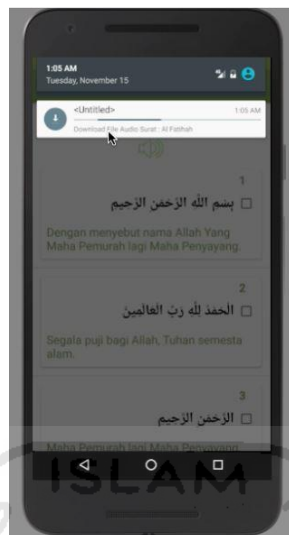 1:05 AM
Tuesday, November 15
<Untitled>
1:05 AM
Download File Audio Surat : Al Fatihah
1
بِسْمِ اللَّهِ الرَّحْمَنِ الرَّحِيمِ
Dengan menyebut nama Allah Yang
Maha Pemurah lagi Maha Penyayang.
2
الْحَمْدُ لِلَّهِ رَبِّ الْعَالَمِينَ
Segala puji bagi Allah, Tuhan semesta
alam.
3
الرَّحْمَنِ الرَّحِيمِ
Maha Pemurah lagi Maha Penyayang.
ISLAM